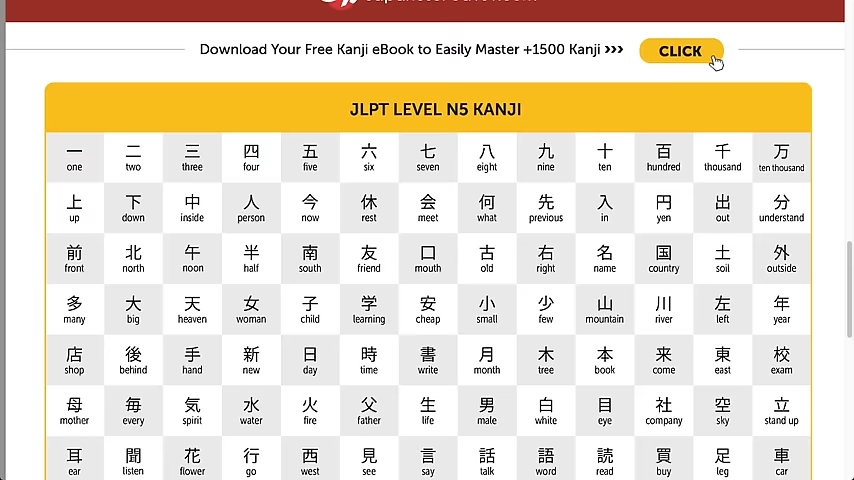 Download Your Free Kanji eBook to Easily Master +1500 Kanji ››› CLICK
JLPT LEVEL N5 KANJI
一 二 三 四 五 六 七 八 九 十 百 千 万
one two three four five six seven eight nine ten hundred thousand ten thousand
上 下 中 人 今 休 会 何 先 入 円 出 分
up down inside person now rest meet what previous in yen out understand
前 北 午 半 南 友 口 古 右 名 国 土 外
front north noon half south friend mouth old right name country soil outside
多 大 天 女 子 学 安 小 少 山 川 左 年
many big heaven woman child learning cheap small few mountain river left year
店 後 手 新 日 時 書 月 木 本 来 東 校
shop behind hand new day time write month tree book come east exam
母 毎 気 水 火 父 生 男 白 目 社 空 立
mother every spirit water fire father life male white eye company sky stand up
耳 聞 花 行 西 見 言 話 語 読 買 足 車
ear listen flower go west see say talk word read buy leg car